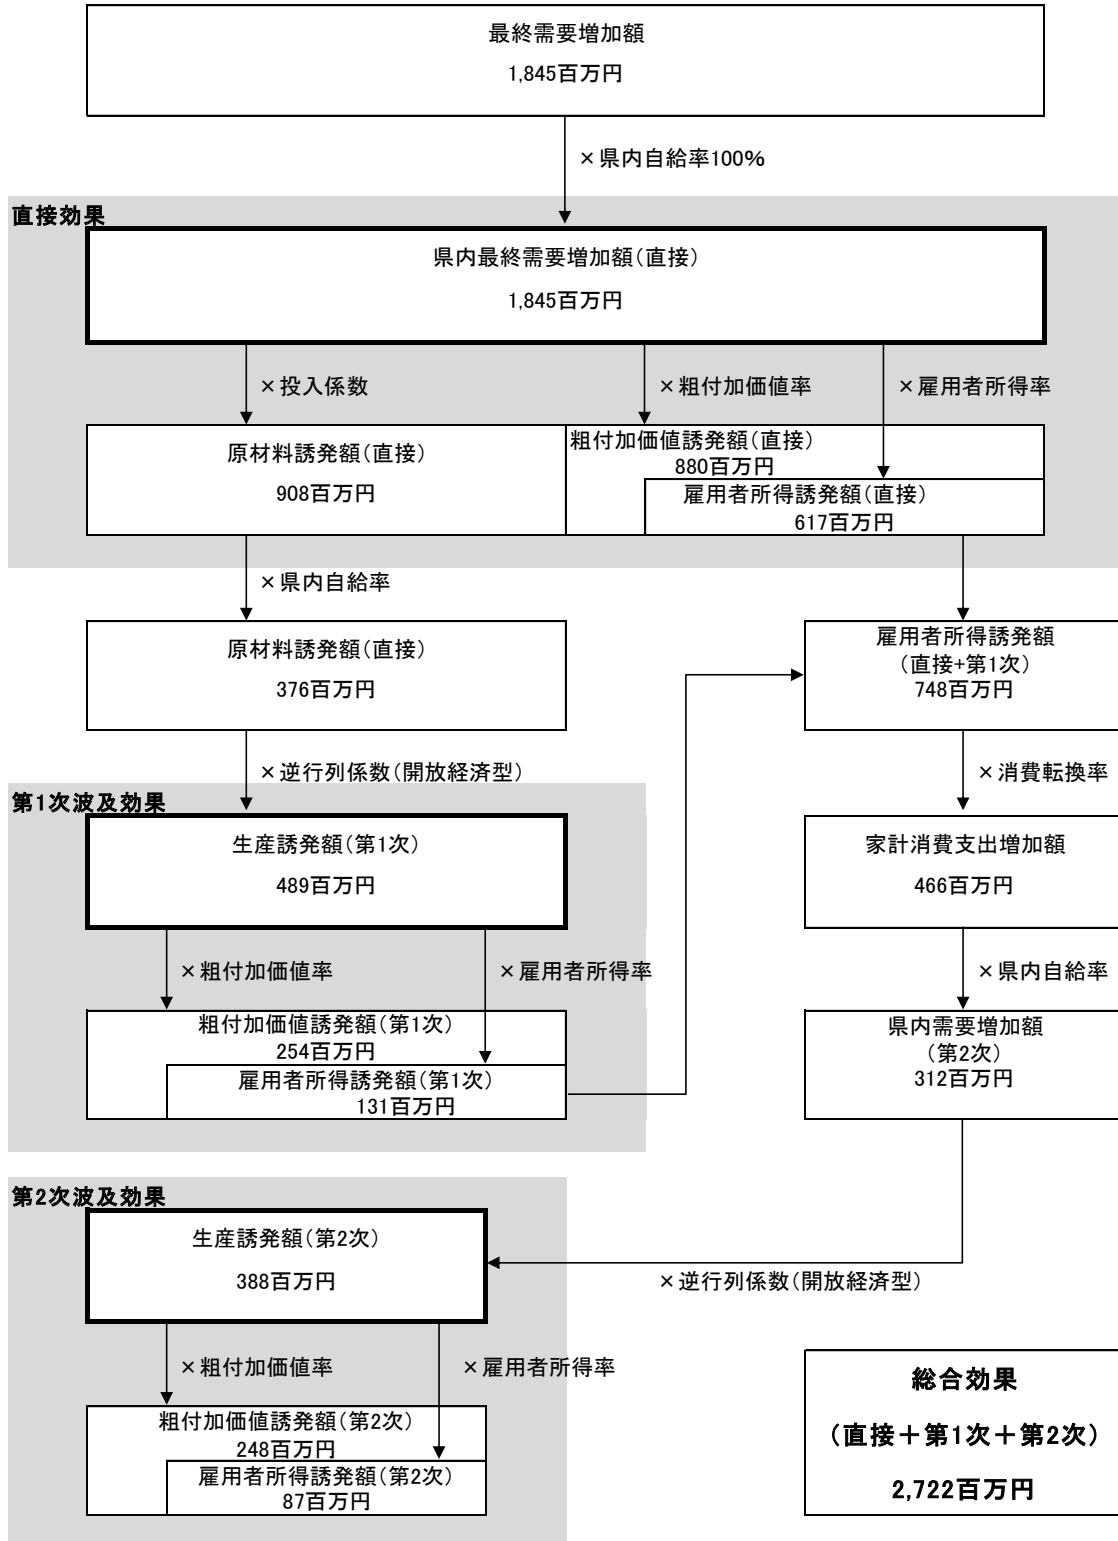 最終需要増加額
1,845百万円
×県内自給率100%
直接効果
県内最終需要増加額(直接)
1,845百万円
×投入係数
×粗付加価値率
×雇用者所得率
原材料誘発額(直接)
908百万円
粗付加価値誘発額(直接)
880百万円
雇用者所得誘発額(直接)
617百万円
×県内自給率
原材料誘発額(直接)
376百万円
雇用者所得誘発額
(直接+第1次)
748百万円
×逆行列係数(開放経済型)
×消費転換率
第1次波及効果
生産誘発額(第1次)
489百万円
家計消費支出増加額
466百万円
×粗付加価値率
×雇用者所得率
×県内自給率
粗付加価値誘発額(第1次)
254百万円
雇用者所得誘発額(第1次)
131百万円
県内需要増加額
(第2次)
312百万円
第2次波及効果
生産誘発額(第2次)
388百万円
×逆行列係数(開放経済型)
×粗付加価値率
×雇用者所得率
粗付加価値誘発額(第2次)
248百万円
雇用者所得誘発額(第2次)
87百万円
総合効果
(直接+第1次+第2次)
2,722百万円